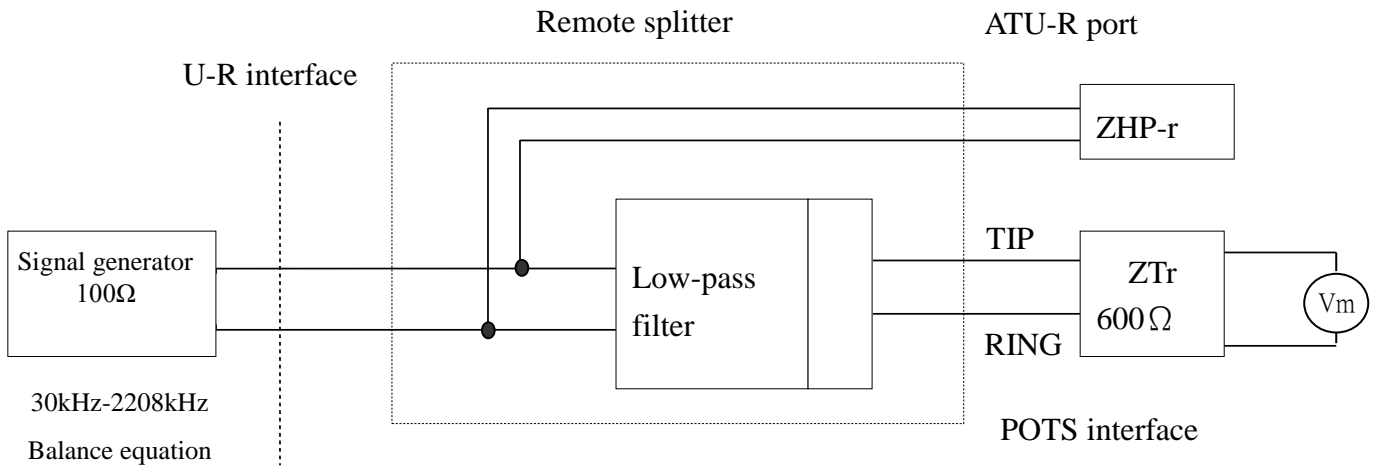 Remote splitter
ATU-R port
U-R interface
ZHP-r
Signal generator
100Ω
Low-pass
filter
TIP
RING
ZTr
600Ω
Vm
30kHz-2208kHz
Balance equation
POTS interface